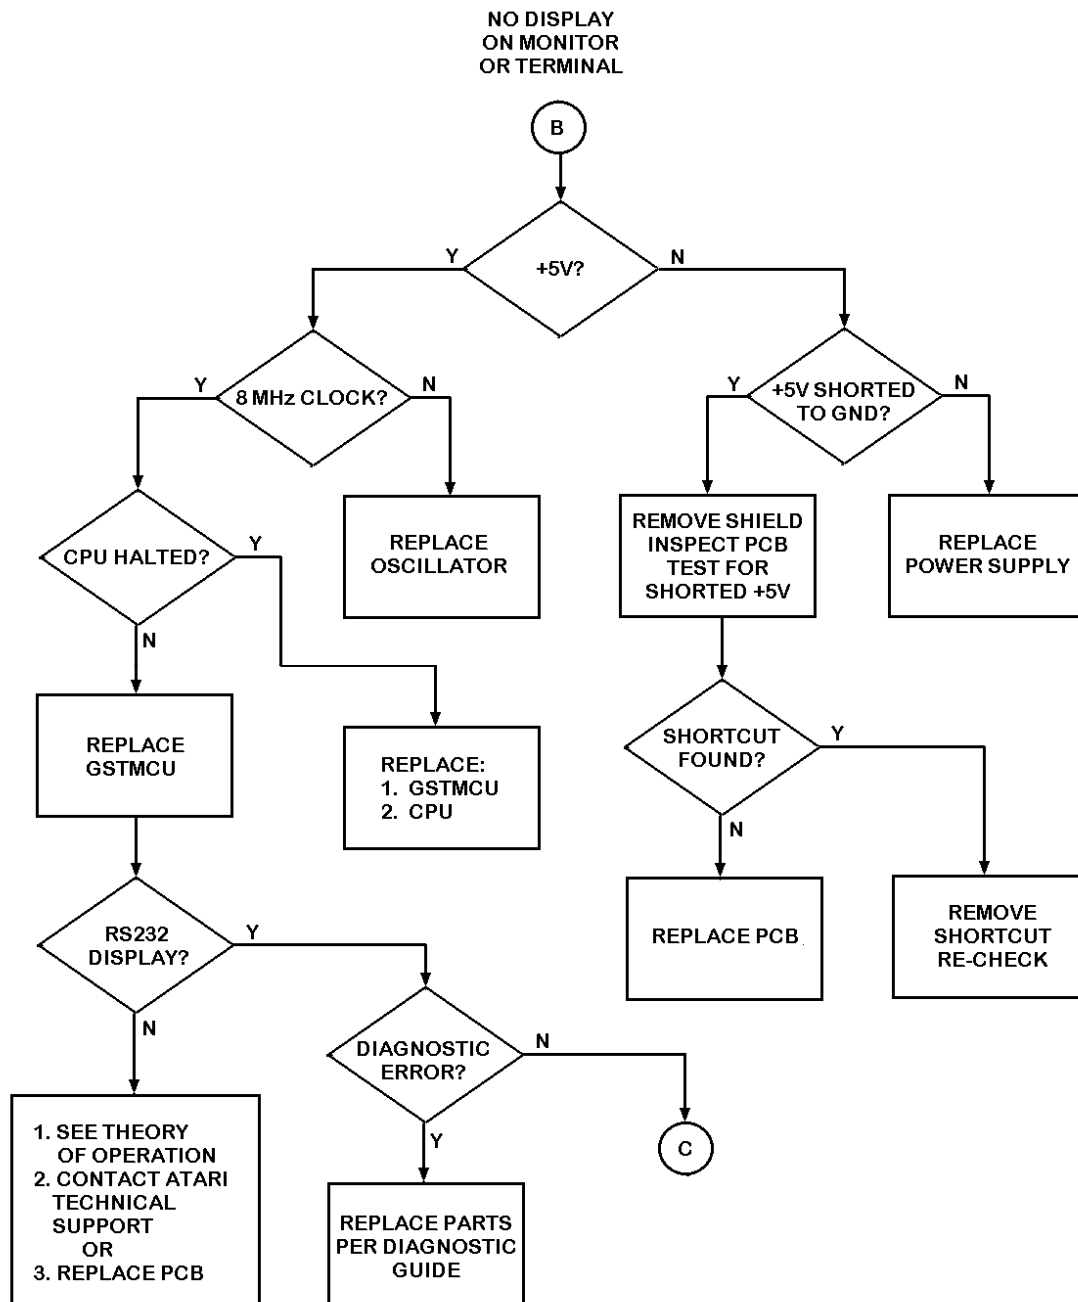 NO DISPLAY
ON MONITOR
OR TERMINAL
B
Y
+5V?
N
Y
8 MHz CLOCK?
N
Y
+5V SHORTED
TO GND?
N
CPU HALTED?
Y
N
REPLACE
OSCILLATOR
REMOVE SHIELD
INSPECT PCB
TEST FOR
SHORTED +5V
REPLACE
POWER SUPPLY
REPLACE
GSTMCU
REPLACE:
1. GSTMCU
2. CPU
SHORTCUT
FOUND?
Y
N
RS232
DISPLAY?
Y
N
REPLACE PCB
REMOVE
SHORTCUT
RE-CHECK
DIAGNOSTIC
ERROR?
N
Y
C
1. SEE THEORY
OF OPERATION
2. CONTACT ATARI
TECHNICAL
SUPPORT
OR
3. REPLACE PCB
REPLACE PARTS
PER DIAGNOSTIC
GUIDE